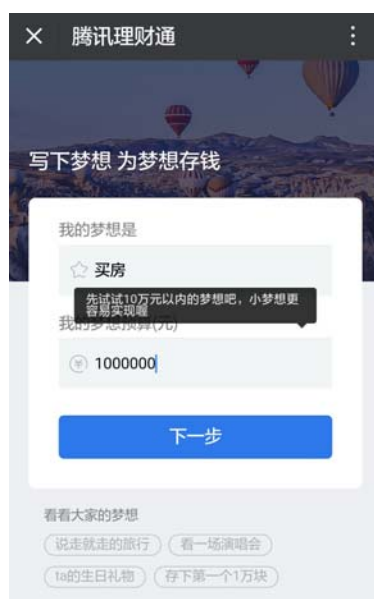 腾讯理财通
写下梦想 为梦想存钱
我的梦想是
买房
先试试10万元以内的梦想吧，小梦想更
容易实现喔
我的梦想预算(元)
1000000
下一步
看看大家的梦想
说走就走的旅行 看一场演唱会
ta的生日礼物 存下第一个1万块